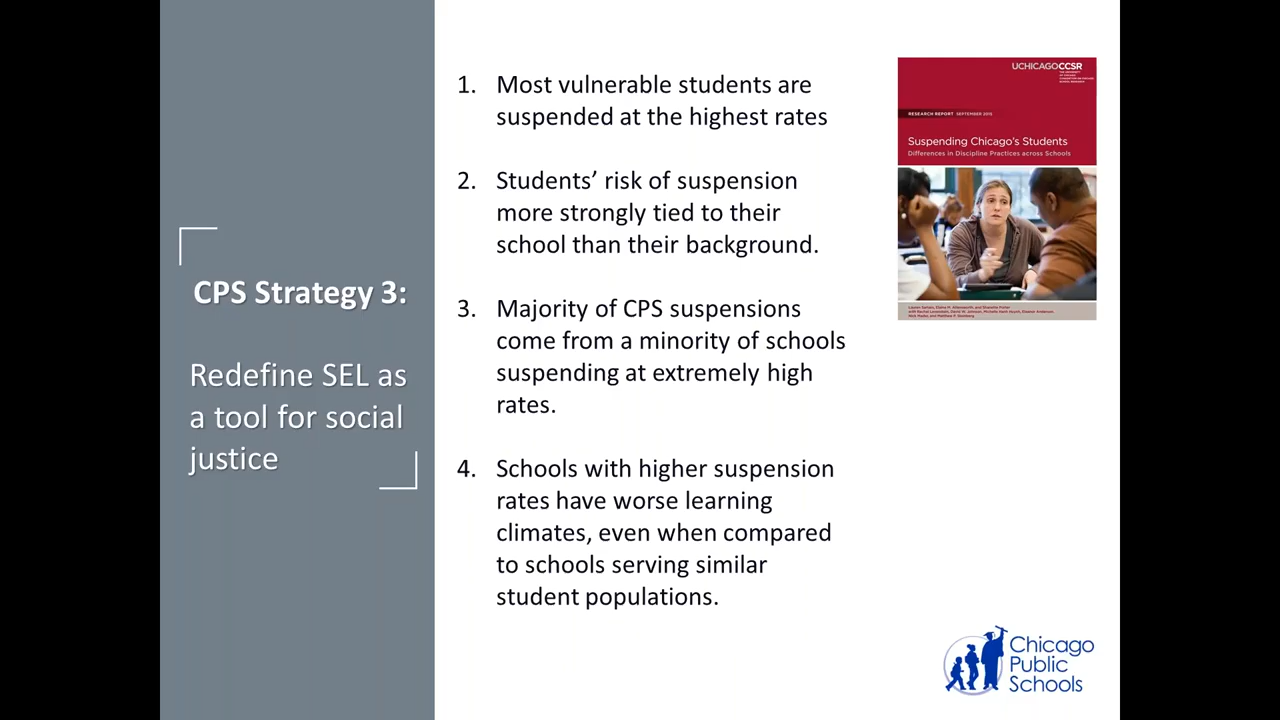 CPS Strategy 3:
Redefine SEL as
a tool for social
justice
1. Most vulnerable students are
suspended at the highest rates
2. Students’ risk of suspension
more strongly tied to their
school than their background.
3. Majority of CPS suspensions
come from a minority of schools
suspending at extremely high
rates.
4. Schools with higher suspension
rates have worse learning
climates, even when compared
to schools serving similar
student populations.
UCHICAGOCCSR
RESEARCH REPORT SEPTEMBER 2015
Suspending Chicago's Students
Differences in Discipline Practices across Schools
Chicago
Public
Schools